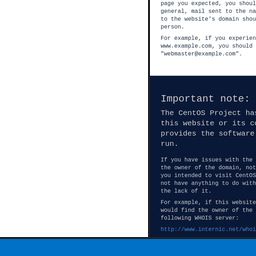 page you expected, you shoul
general, mail sent to the na
to the website's domain shou
person.
For example, if you experien
www.example.com, you should
"webmaster@example.com".
Important note:
The CentOS Project has
this website or its co
provides the software
run.
If you have issues with the
the owner of the domain, not
you intended to visit CentOS
not have anything to do with
the lack of it.
For example, if this website
would find the owner of the
following WHOIS server:
http://www.internic.net/whoi